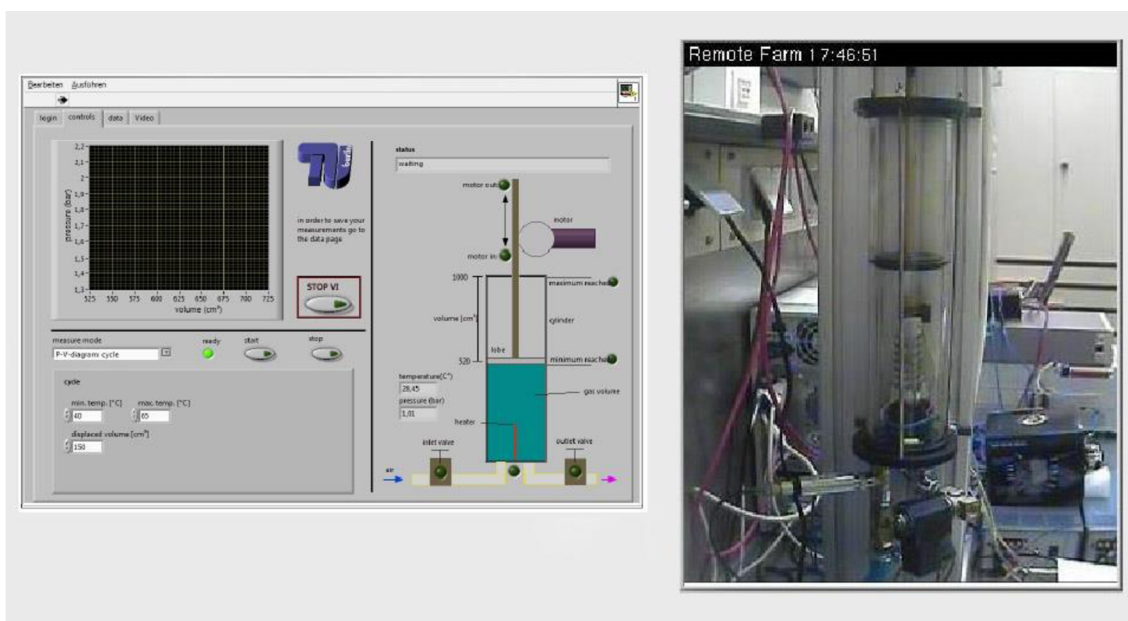 Remote Farm 17:46:51
Bearbeiten Ausführen
login controls data Video
2,2
2
1,9
1,8
1,7
1,6
1,5
1,4
1,3
pressure (bar)
525 550 575 600 625 650 675 700 725
volume (cm³)
in order to save your
measurements go to
the data page
STOP VI
measure mode
P-V-diagram: cycle
ready
start
stop
cycle
min. temp. [°C]
40
max. temp. [°C]
65
displaced volume [cm³]
150
status
waiting
motor out
motor
motor in
1000
maximum reached
volume [cm³]
cylinder
lobe
520
minimum reached
temperature(C°)
28,45
gas volume
pressure (bar)
1,01
heater
inlet valve
outlet valve
air